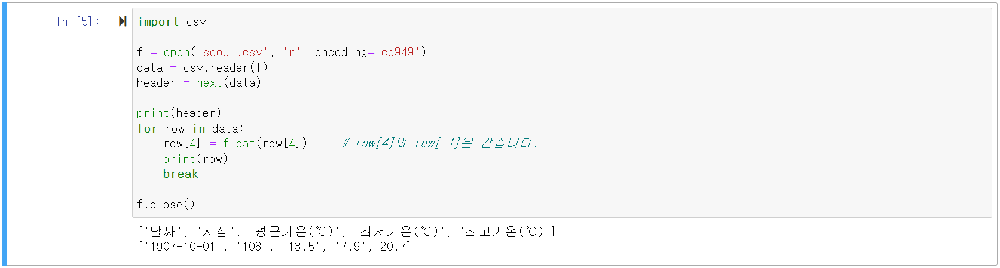 In [5]:
import csv
f = open('seoul.csv', 'r', encoding='cp949')
data = csv.reader(f)
header = next(data)
print(header)
for row in data:
    row[4] = float(row[4])     # row[4]와 row[-1]은 같습니다.
    print(row)
    break
f.close()
['날짜', '지점', '평균기온(℃)', '최저기온(℃)', '최고기온(℃)']
['1907-10-01', '108', '13.5', '7.9', 20.7]